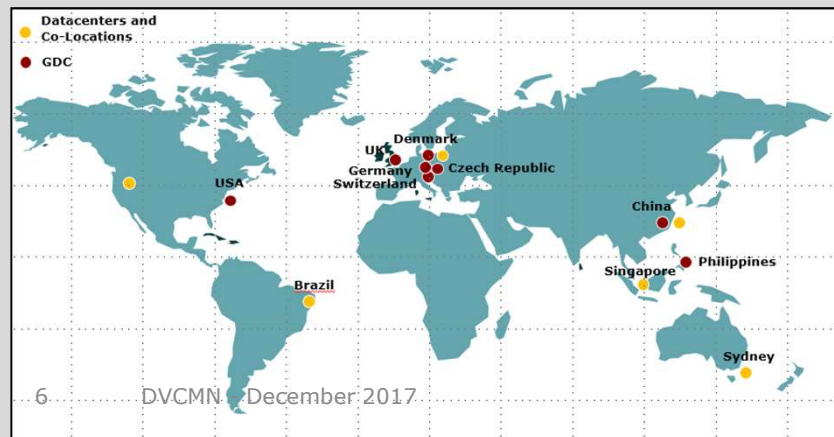 Datacenters and
Co-Locations
GDC
Denmark
UK
Germany
Czech Republic
Switzerland
USA
China
Philippines
Singapore
Brazil
Sydney
6
DVCMN - December 2017